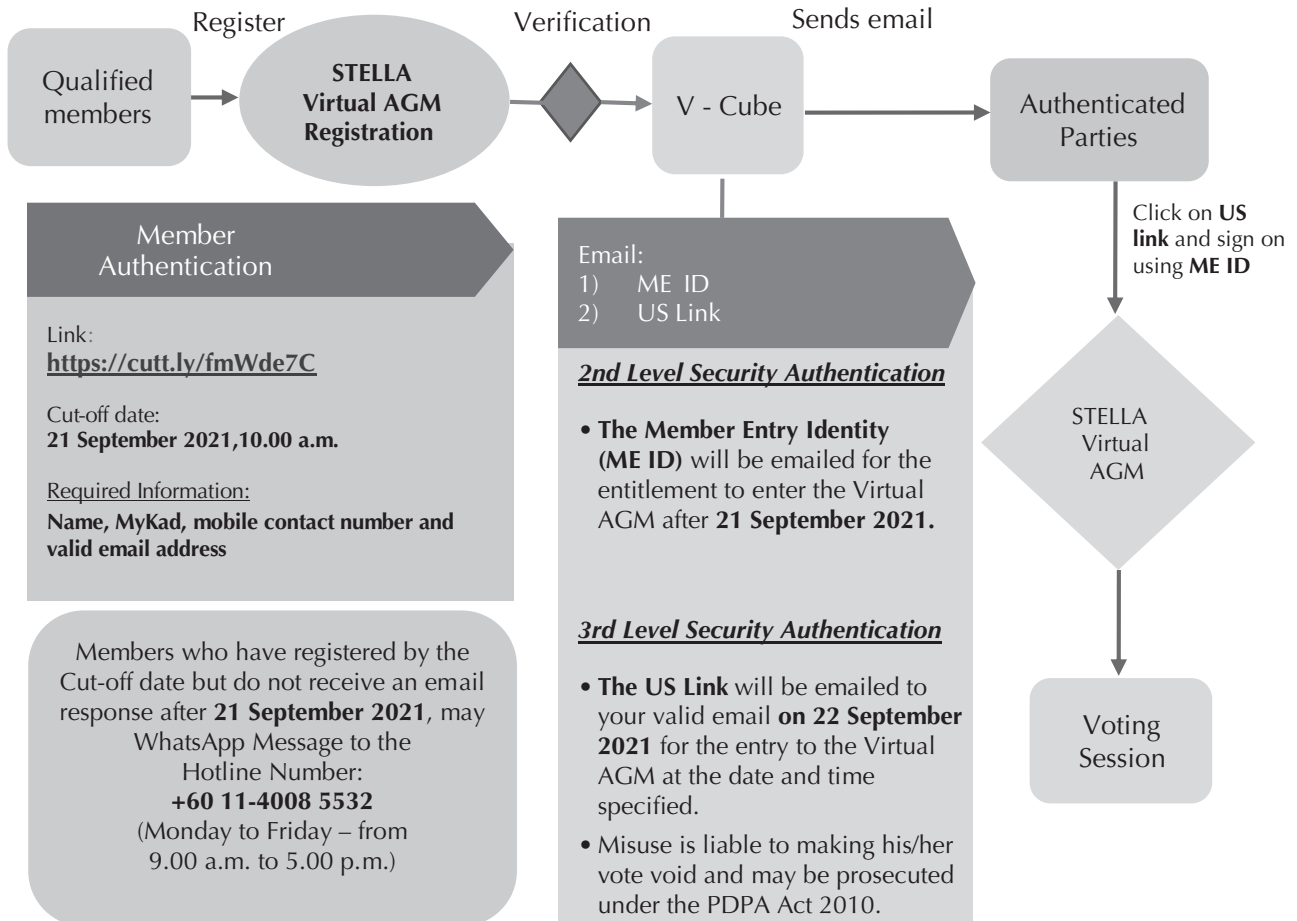 Register
Verification
Sends email
Qualified
members
STELLA
Virtual AGM
Registration
V - Cube
Authenticated
Parties
Click on US
link and sign on
using ME ID
Member
Authentication
Link:
https://cutt.ly/fmWde7C
Cut-off date:
21 September 2021,10.00 a.m.
Required Information:
Name, MyKad, mobile contact number and
valid email address
Members who have registered by the
Cut-off date but do not receive an email
response after 21 September 2021, may
WhatsApp Message to the
Hotline Number:
+60 11-4008 5532
(Monday to Friday – from
9.00 a.m. to 5.00 p.m.)
Email:
1) ME ID
2) US Link
2nd Level Security Authentication
• The Member Entry Identity
(ME ID) will be emailed for the
entitlement to enter the Virtual
AGM after 21 September 2021.
3rd Level Security Authentication
• The US Link will be emailed to
your valid email on 22 September
2021 for the entry to the Virtual
AGM at the date and time
specified.
• Misuse is liable to making his/her
vote void and may be prosecuted
under the PDPA Act 2010.
STELLA
Virtual
AGM
Voting
Session